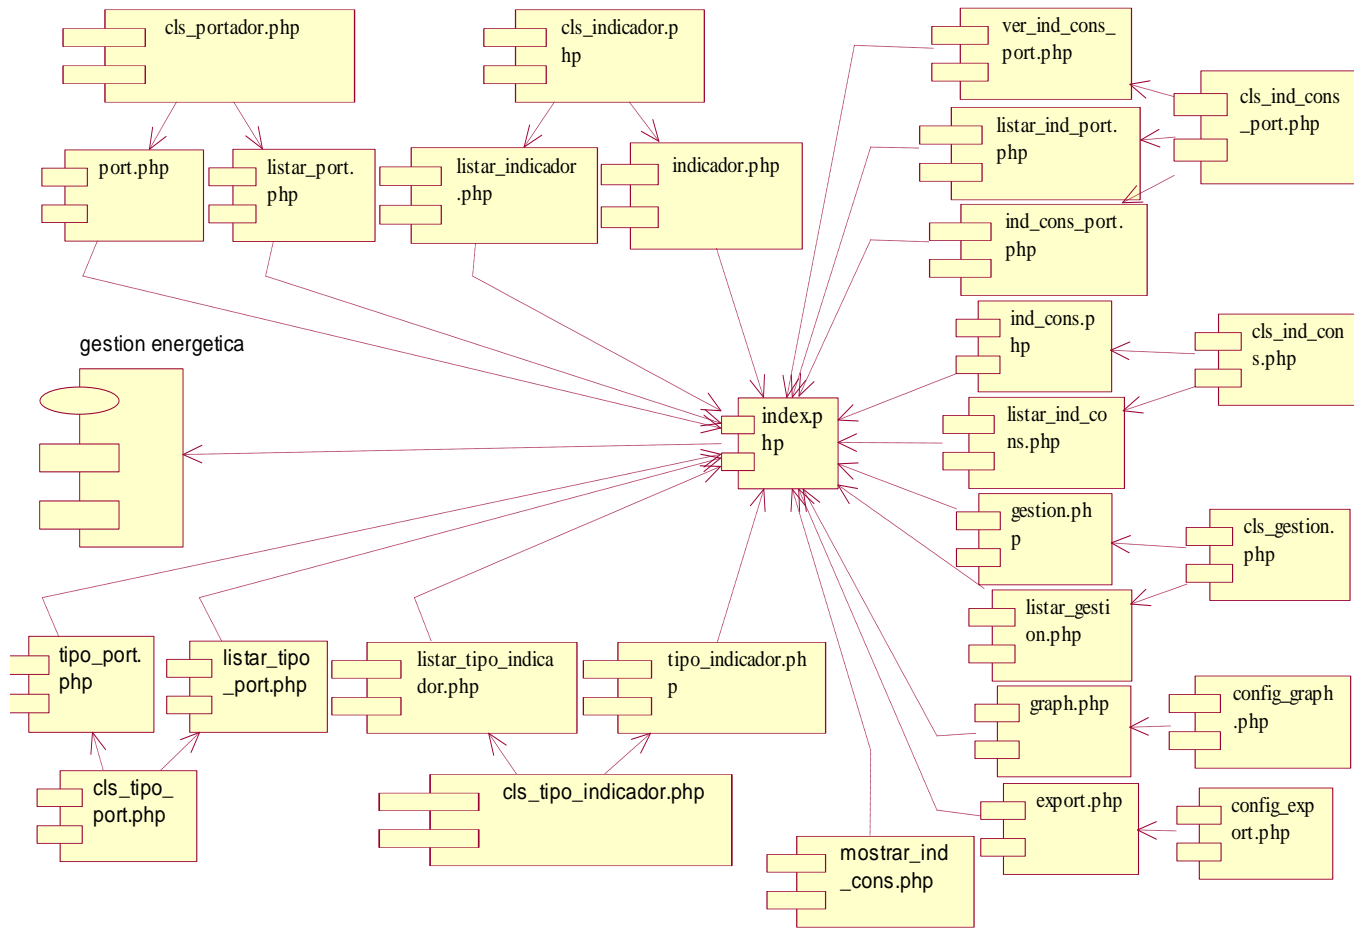 cls_portador.php
cls_indicador.p
hp
ver_ind_cons_
port.php
cls_ind_cons
_port.php
port.php
listar_port.
php
listar_indicador
.php
indicador.php
listar_ind_port.
php
ind_cons_port.
php
gestion energetica
ind_cons.p
hp
cls_ind_con
s.php
index.p
hp
listar_ind_co
ns.php
gestion.ph
p
cls_gestion.
php
listar_gesti
on.php
tipo_port.
php
listar_tipo
_port.php
listar_tipo_indica
dor.php
tipo_indicador.ph
p
graph.php
config_graph
.php
cls_tipo_
port.php
cls_tipo_indicador.php
export.php
config_exp
ort.php
mostrar_ind
_cons.php